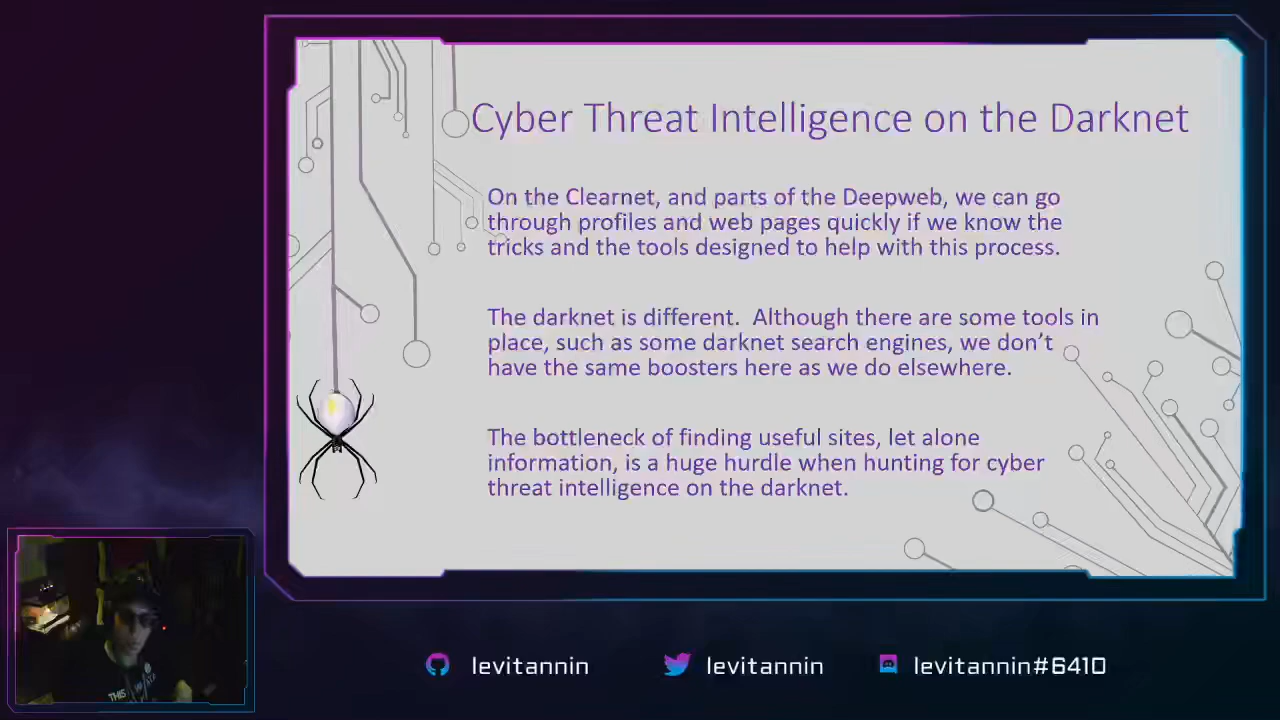 Cyber Threat Intelligence on the Darknet
On the Clearnet, and parts of the Deepweb, we can go
through profiles and web pages quickly if we know the
tricks and the tools designed to help with this process.
The darknet is different.  Although there are some tools in
place, such as some darknet search engines, we don’t
have the same boosters here as we do elsewhere.
The bottleneck of finding useful sites, let alone
information, is a huge hurdle when hunting for cyber
threat intelligence on the darknet.
THIS
levitannin
levitannin
levitannin#6410